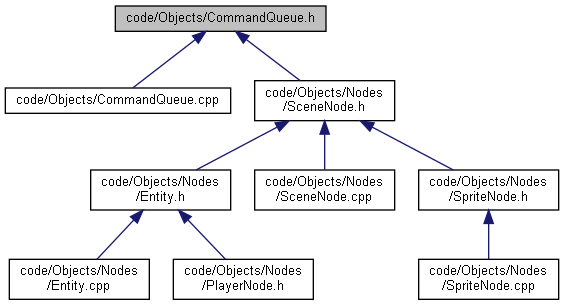 code/Objects/CommandQueue.h
code/Objects/CommandQueue.cpp
code/Objects/Nodes
/SceneNode.h
code/Objects/Nodes
/Entity.h
code/Objects/Nodes
/SceneNode.cpp
code/Objects/Nodes
/SpriteNode.h
code/Objects/Nodes
/Entity.cpp
code/Objects/Nodes
/PlayerNode.h
code/Objects/Nodes
/SpriteNode.cpp